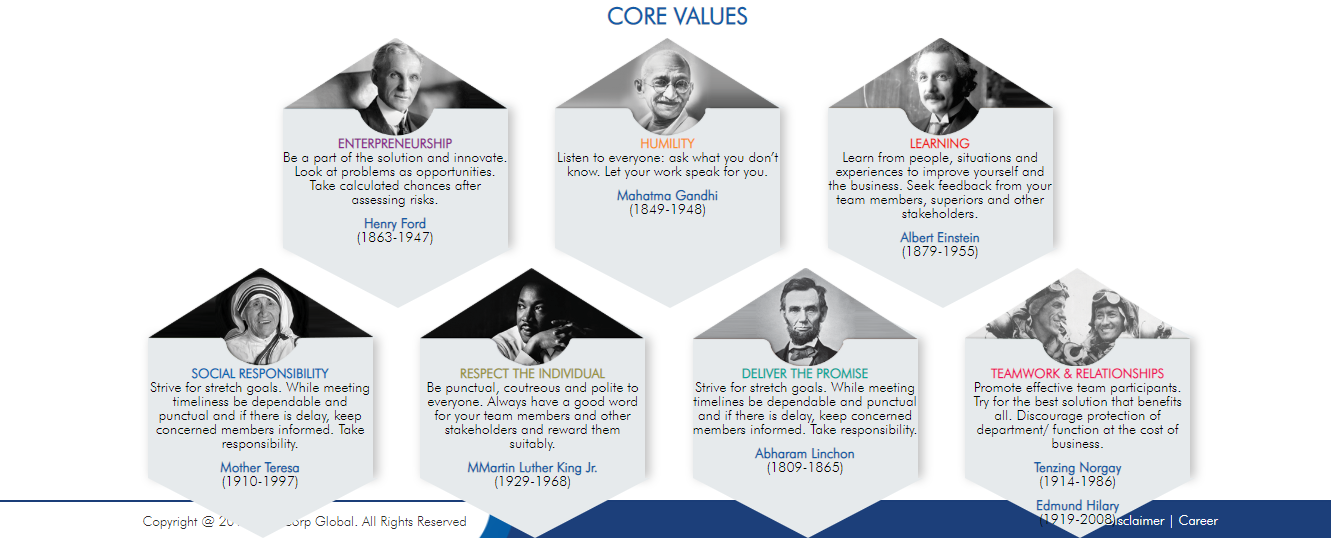 CORE VALUES
ENTERPRENEURSHIP
Be a part of the solution and innovate.
Look at problems as opportunities.
Take calculated chances after
assessing risks.
Henry Ford
(1863-1947)
HUMILITY
Listen to everyone: ask what you don't
know. Let your work speak for you.
Mahatma Gandhi
(1849-1948)
LEARNING
Learn from people, situations and
experiences to improve yourself and
the business. Seek feedback from your
team members, superiors and other
stakeholders.
Albert Einstein
(1879-1955)
SOCIAL RESPONSIBILITY
Strive for stretch goals. While meeting
timeliness be dependable and
punctual and if there is delay, keep
concerned members informed. Take
responsibility.
Mother Teresa
(1910-1997)
RESPECT THE INDIVIDUAL
Be punctual, coutreous and polite to
everyone. Always have a good word
for your team members and other
stakeholders and reward them
suitably.
MMartin Luther King Jr.
(1929-1968)
DELIVER THE PROMISE
Strive for stretch goals. While meeting
timelines be dependable and punctual
and if there is delay, keep concerned
members informed. Take responsibility.
Abharam Linchon
(1809-1865)
TEAMWORK & RELATIONSHIPS
Promote effective team participants.
Try for the best solution that benefits
all. Discourage protection of
department/ function at the cost of
business.
Tenzing Norgay
(1914-1986)
Edmund Hilary
(1919-2008)
Copyright @ Global. All Rights Reserved
Disclaimer | Career